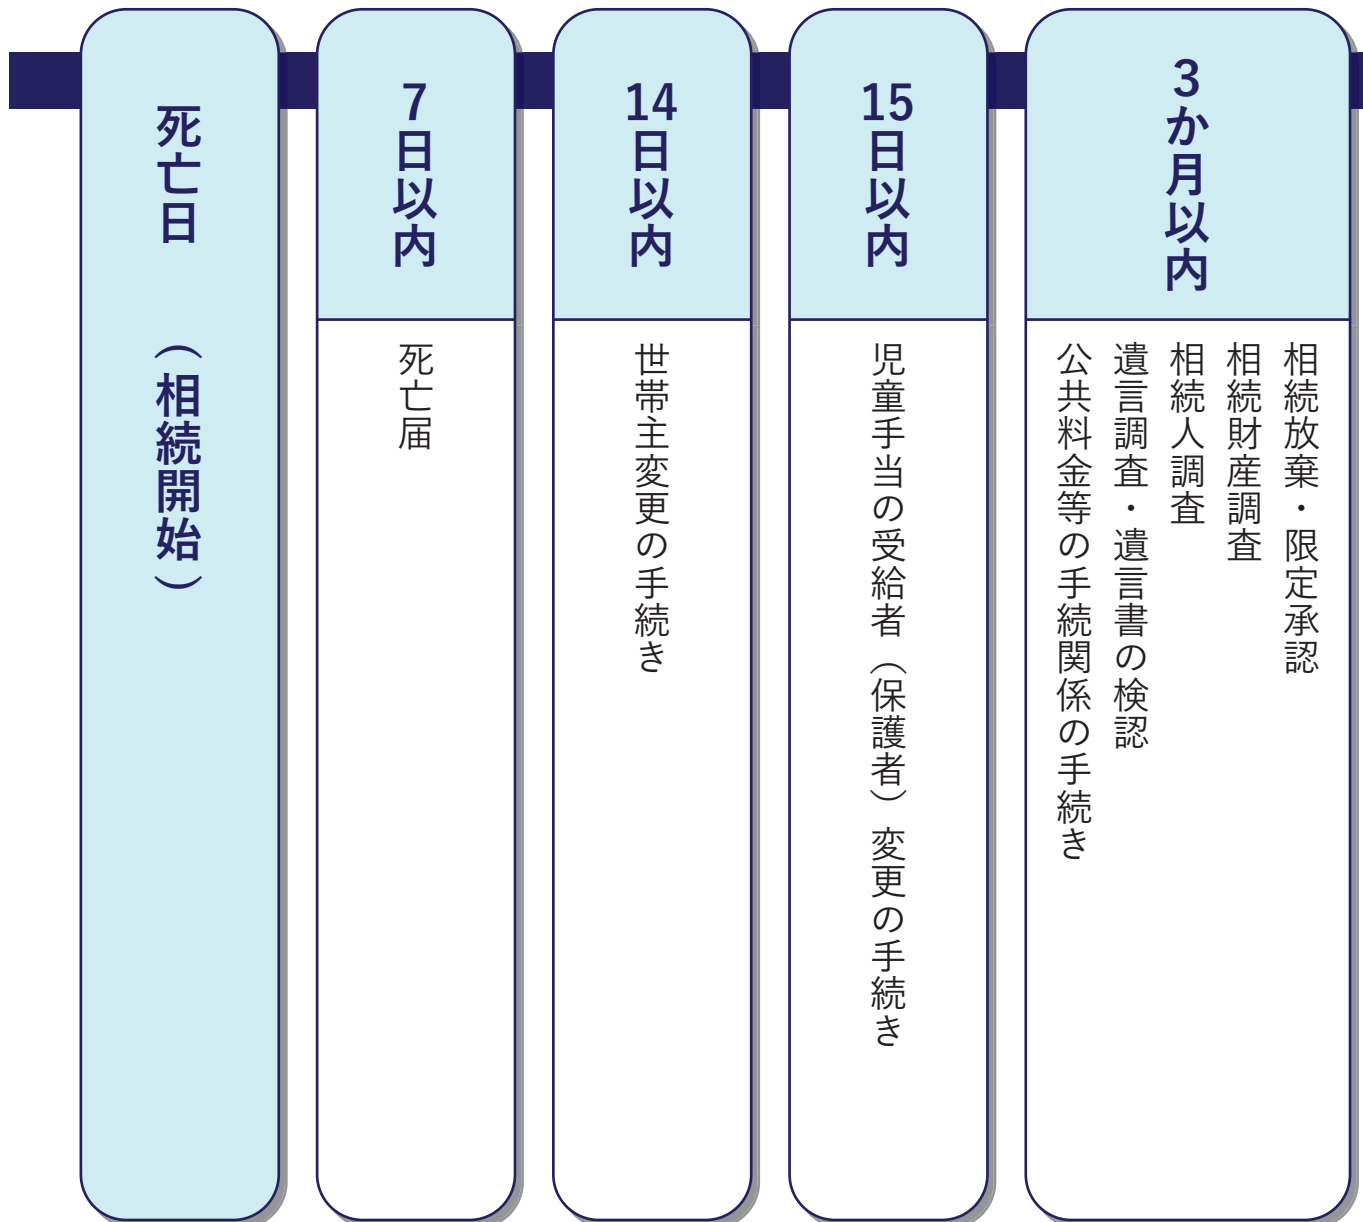 死亡日　（相続開始）
7日以内
死亡届
14日以内
世帯主変更の手続き
15日以内
児童手当の受給者（保護者）変更の手続き
3か月以内
相続放棄・限定承認
相続財産調査
相続人調査
遺言調査・遺言書の検認
公共料金等の手続関係の手続き